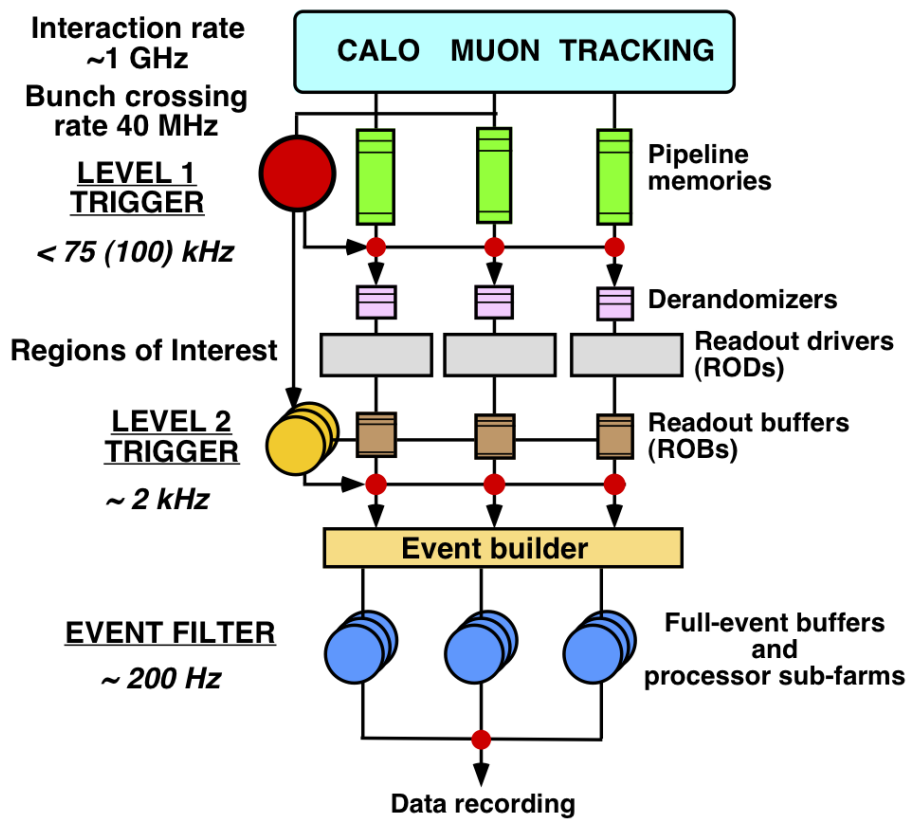 Interaction rate
~1 GHz
CALO MUON TRACKING
Bunch crossing
rate 40 MHz
LEVEL 1
TRIGGER
< 75 (100) kHz
Pipeline
memories
Derandomizers
Regions of Interest
Readout drivers
(RODs)
LEVEL 2
TRIGGER
~ 2 kHz
Readout buffers
(ROBs)
Event builder
EVENT FILTER
~ 200 Hz
Full-event buffers
and
processor sub-farms
Data recording